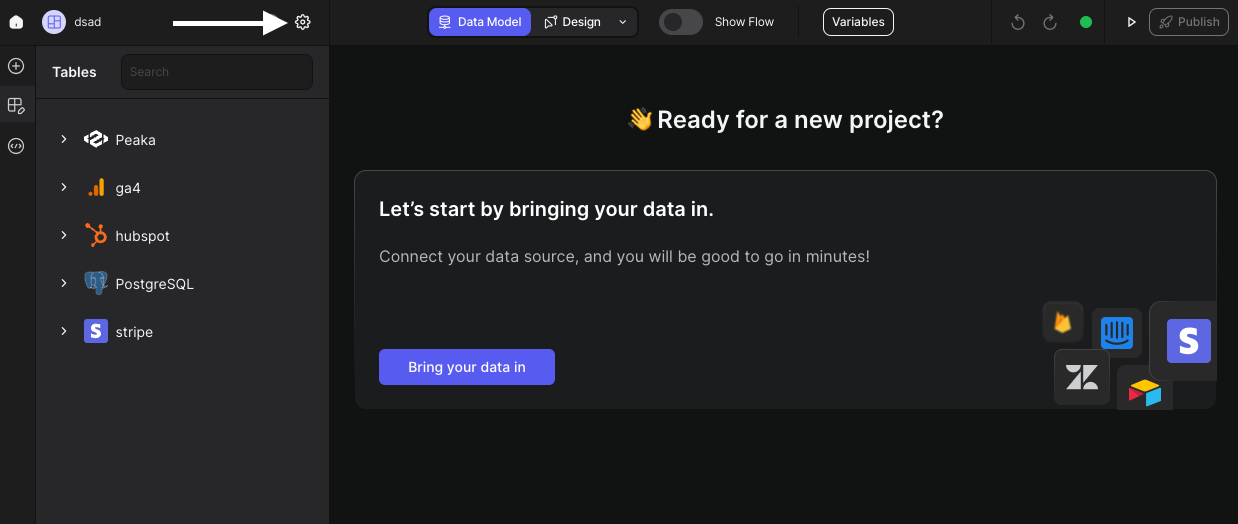 dsad
Data Model
Design
Show Flow
Variables
Publish
Tables
Search
Peaka
ga4
hubspot
PostgreSQL
stripe
👋Ready for a new project?
Let’s start by bringing your data in.
Connect your data source, and you will be good to go in minutes!
Bring your data in
S
S